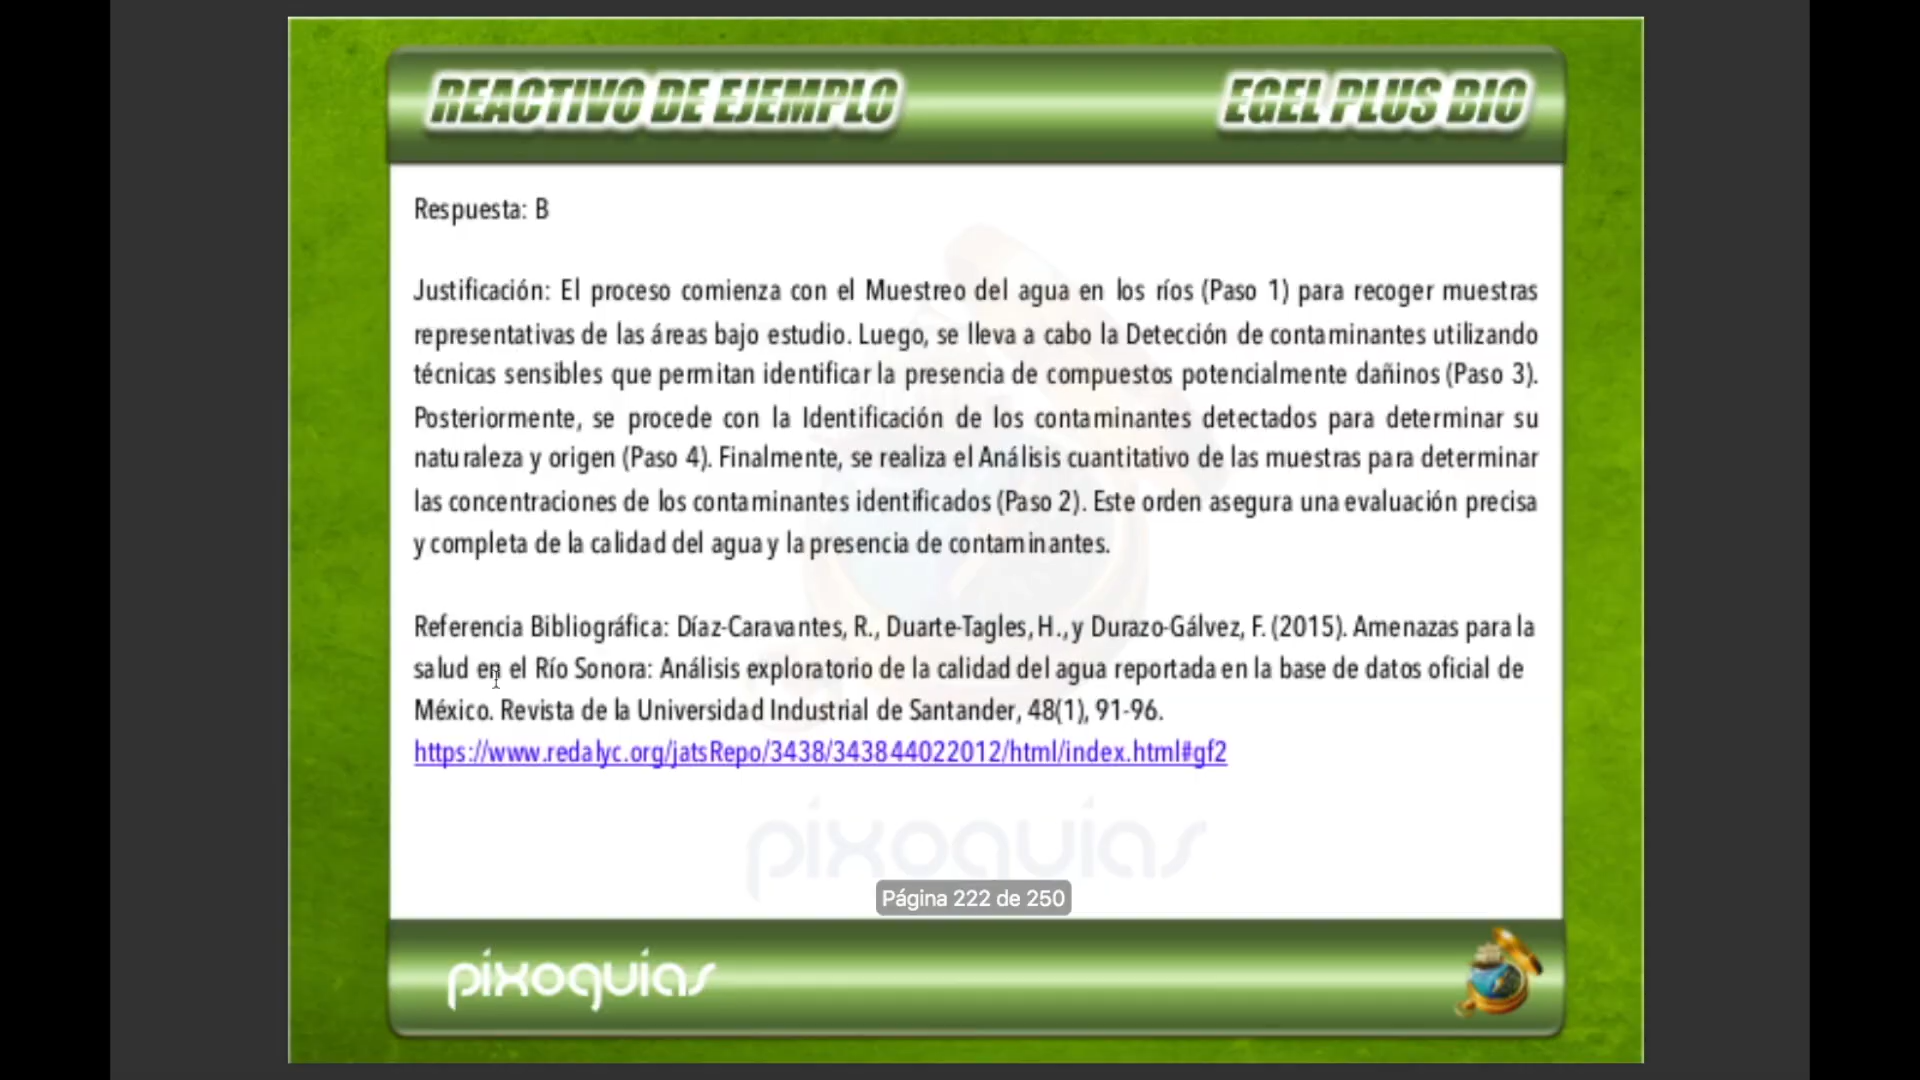 REACTIVO DE EJEMPLO
EGEL PLUS BIO
Respuesta: B
Justificación: El proceso comienza con el Muestreo del agua en los ríos (Paso 1) para recoger muestras
representativas de las áreas bajo estudio. Luego, se lleva a cabo la Detección de contaminantes utilizando
técnicas sensibles que permitan identificar la presencia de compuestos potencialmente dañinos (Paso 3).
Posteriormente, se procede con la Identificación de los contaminantes detectados para determinar su
naturaleza y origen (Paso 4). Finalmente, se realiza el Análisis cuantitativo de las muestras para determinar
las concentraciones de los contaminantes identificados (Paso 2). Este orden asegura una evaluación precisa
y completa de la calidad del agua y la presencia de contaminantes.
Referencia Bibliográfica: Díaz-Caravantes, R., Duarte-Tagles, H., y Durazo-Gálvez, F. (2015). Amenazas para la
salud en el Río Sonora: Análisis exploratorio de la calidad del agua reportada en la base de datos oficial de
México. Revista de la Universidad Industrial de Santander, 48(1), 91-96.
https://www.redalyc.org/jatsRepo/3438/343844022012/html/index.html#gf2
pixoguías
Página 222 de 250
pixoguías